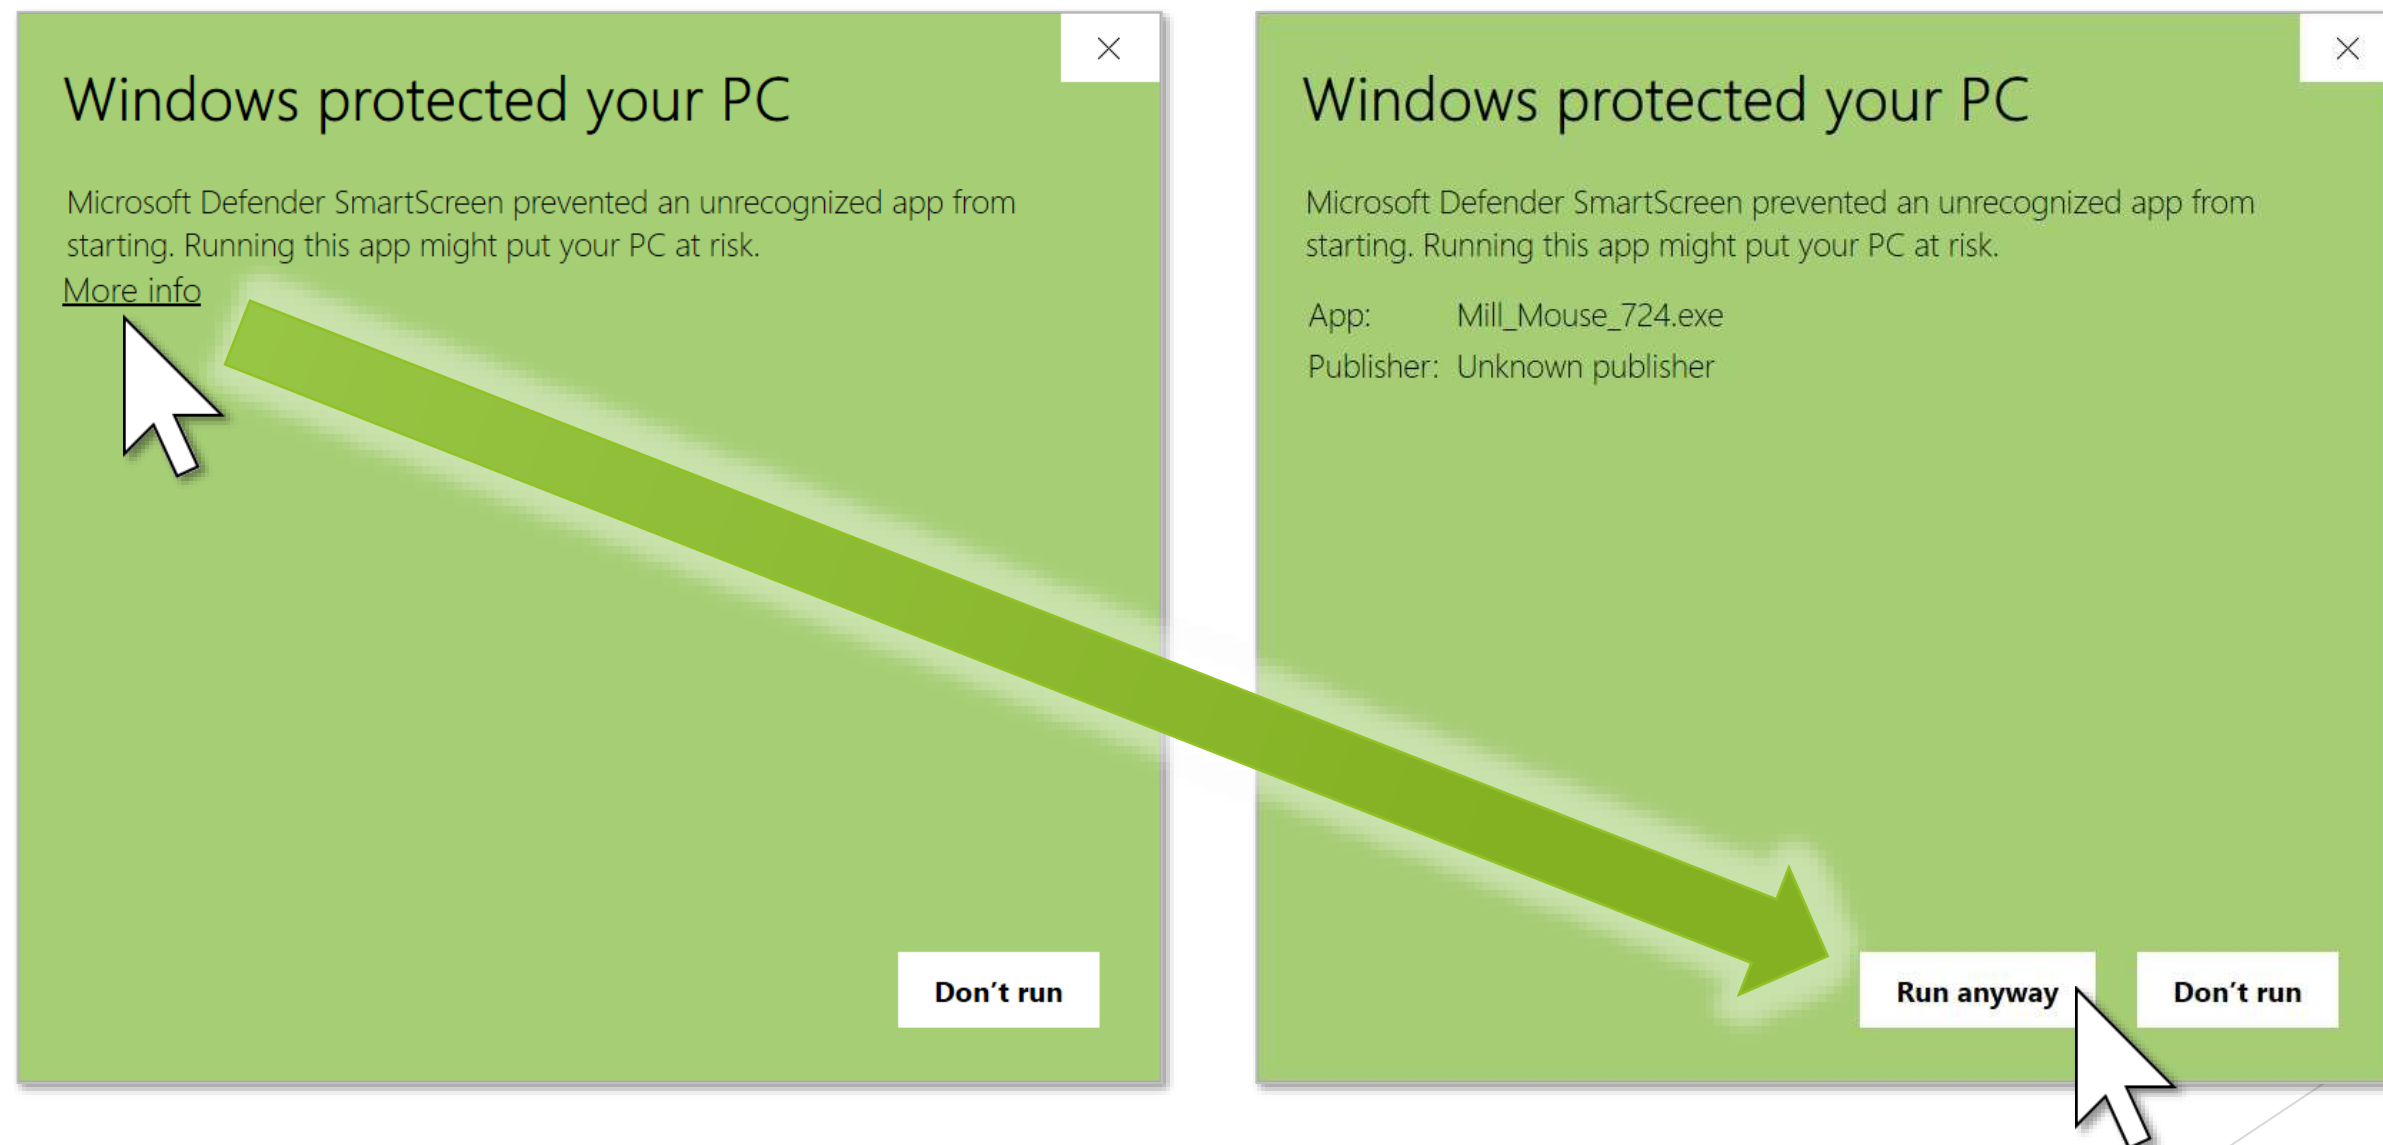 Windows protected your PC
Microsoft Defender SmartScreen prevented an unrecognized app from
starting. Running this app might put your PC at risk.
More info
Don't run
Windows protected your PC
Microsoft Defender SmartScreen prevented an unrecognized app from
starting. Running this app might put your PC at risk.
App: Mill_Mouse_724.exe
Publisher: Unknown publisher
Run anyway Don't run